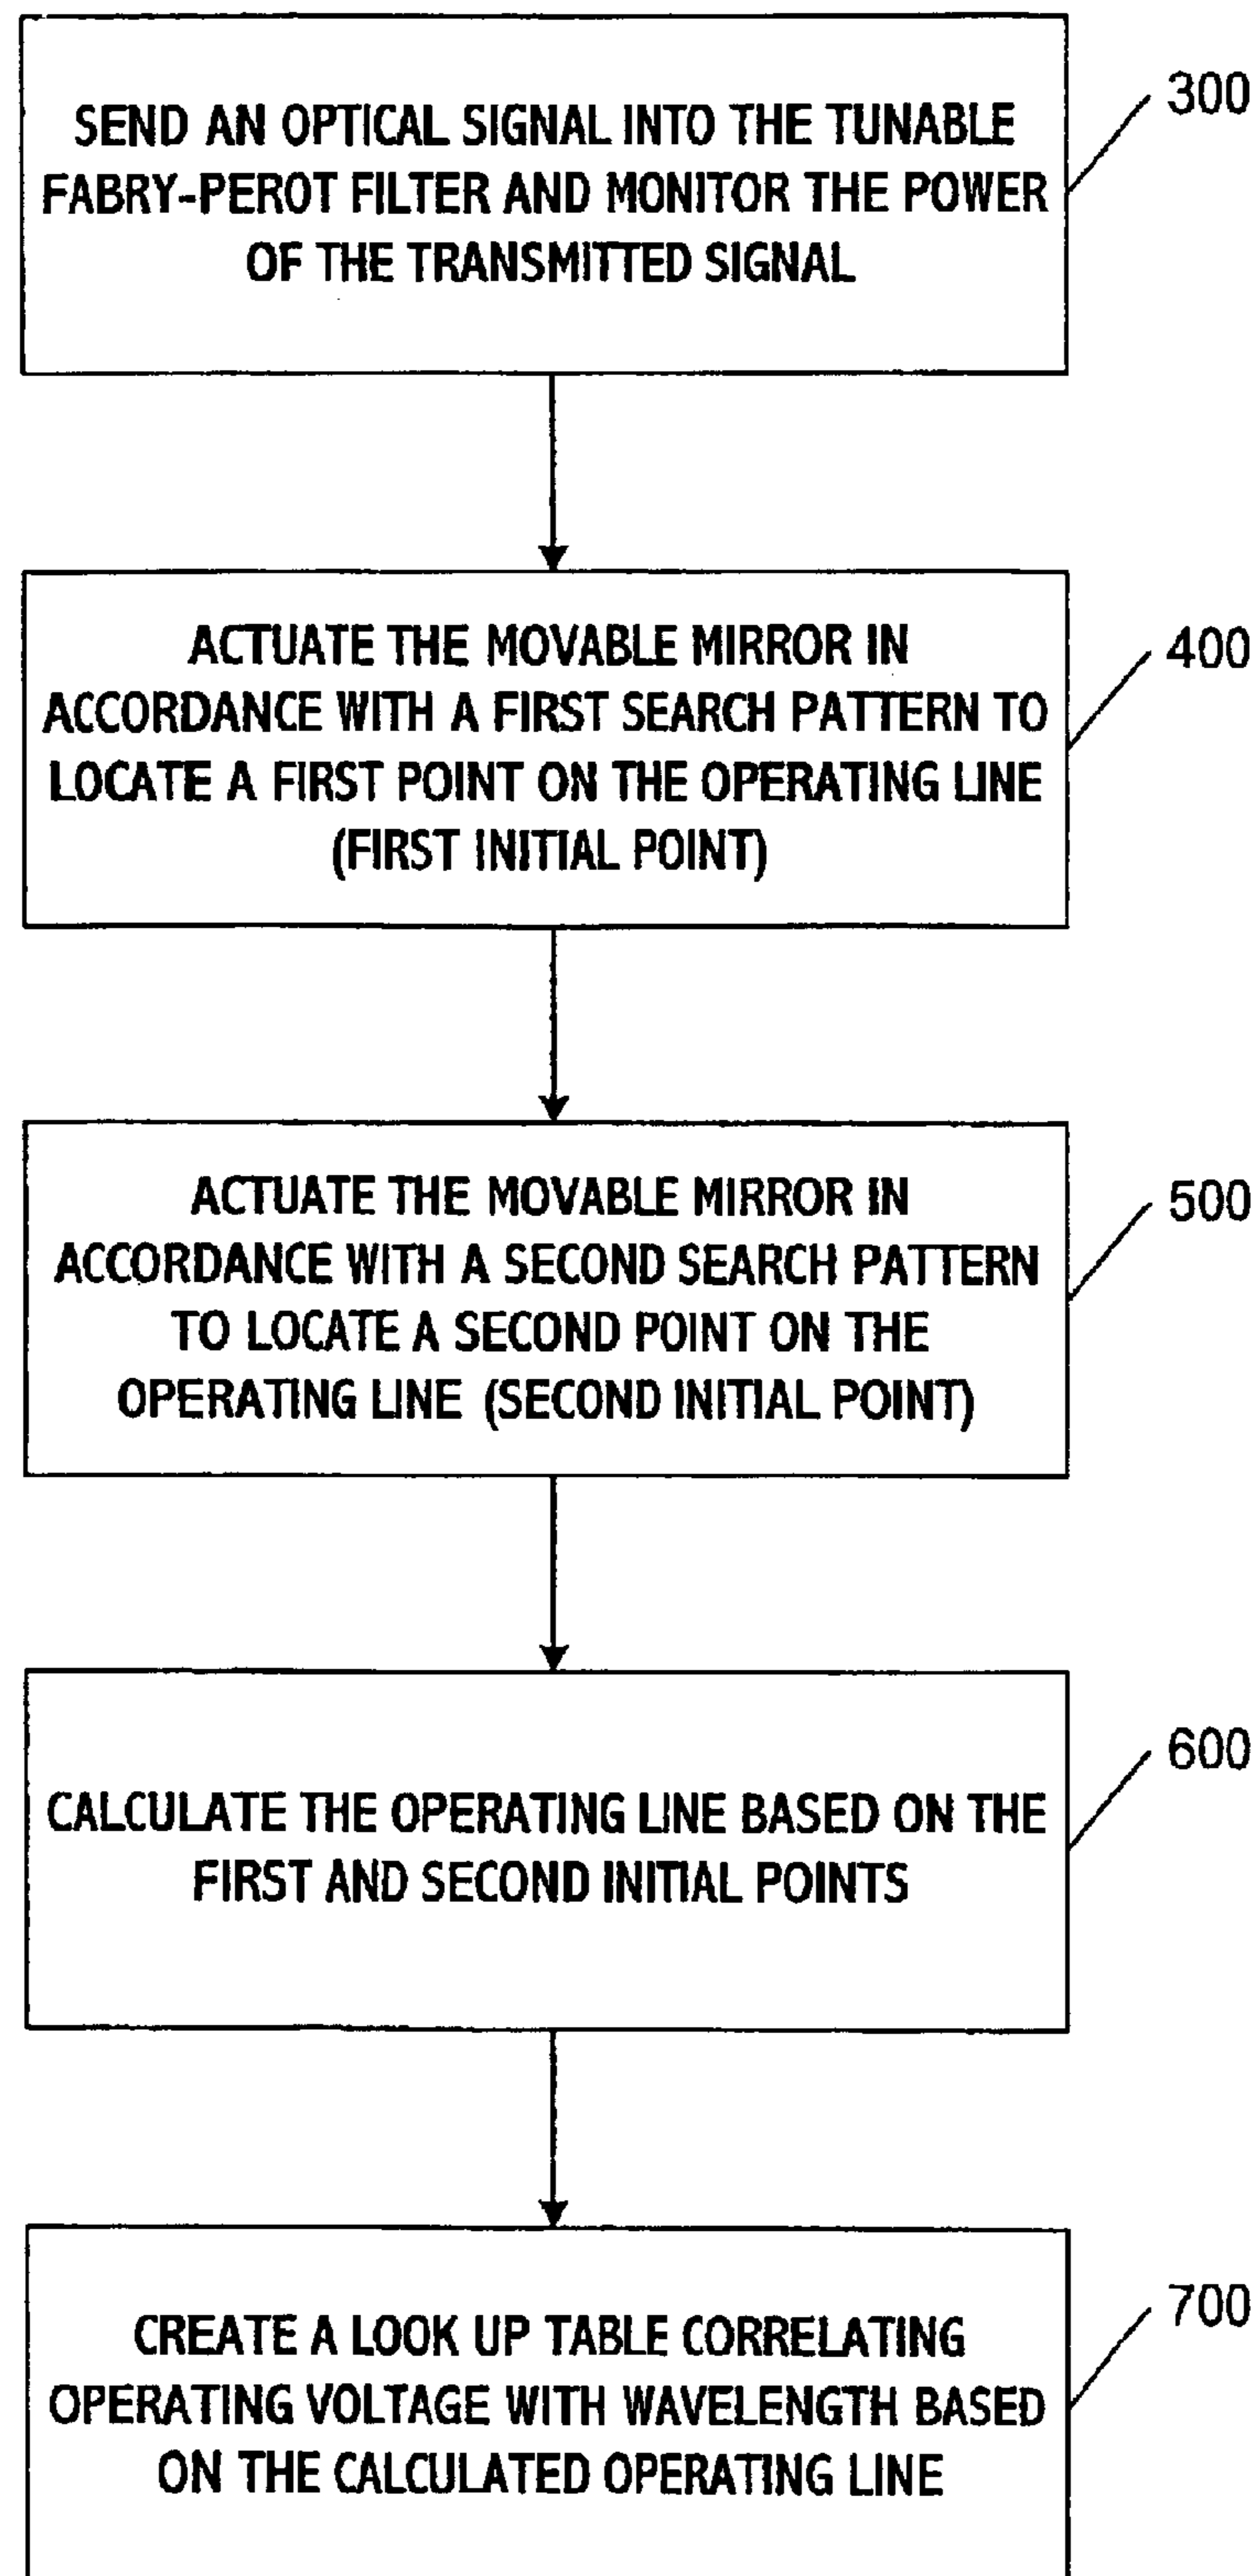 300
SEND AN OPTICAL SIGNAL INTO THE TUNABLE
FABRY-PEROT FILTER AND MONITOR THE POWER
OF THE TRANSMITTED SIGNAL
400
ACTUATE THE MOVABLE MIRROR IN
ACCORDANCE WITH A FIRST SEARCH PATTERN TO
LOCATE A FIRST POINT ON THE OPERATING LINE
(FIRST INITIAL POINT)
500
ACTUATE THE MOVABLE MIRROR IN
ACCORDANCE WITH A SECOND SEARCH PATTERN
TO LOCATE A SECOND POINT ON THE
OPERATING LINE (SECOND INITIAL POINT)
600
CALCULATE THE OPERATING LINE BASED ON THE
FIRST AND SECOND INITIAL POINTS
700
CREATE A LOOK UP TABLE CORRELATING
OPERATING VOLTAGE WITH WAVELENGTH BASED
ON THE CALCULATED OPERATING LINE